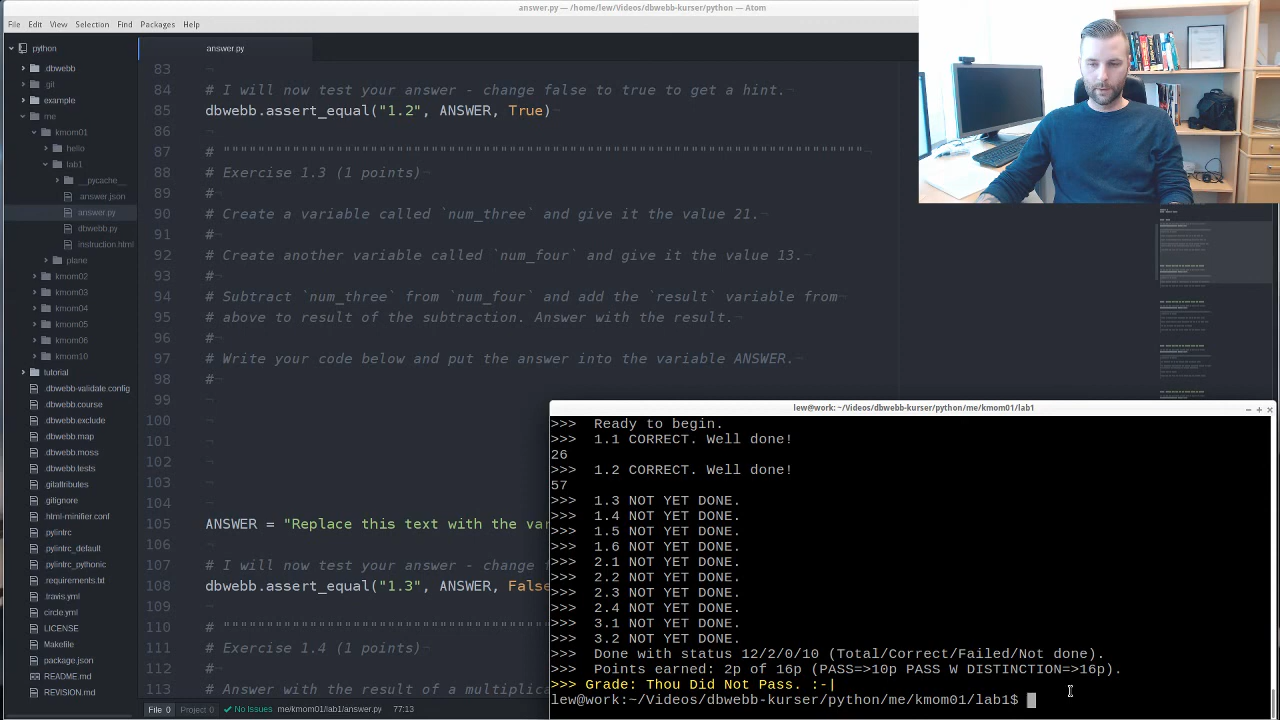 answer.py — /home/lew/Videos/dbwebb-kurser/python — Atom
File Edit View Selection Find Packages Help
python
.dbwebb
.git
example
me
kmom01
hello
lab1
__pycache__
.answer.json
answer.py
dbwebb.py
instruction.html
plane
kmom02
kmom03
kmom04
kmom05
kmom06
kmom10
tutorial
.dbwebb-validate.config
.dbwebb.course
.dbwebb.exclude
.dbwebb.map
.dbwebb.moss
.dbwebb.tests
.gitattributes
.gitignore
.html-minifier.conf
.pylintrc
.pylintrc_default
.pylintrc_pythonic
.requirements.txt
.travis.yml
circle.yml
LICENSE
Makefile
package.json
README.md
REVISION.md
answer.py
83
84 # I will now test your answer - change false to true to get a hint.
85 dbwebb.assert_equal("1.2", ANSWER, True)
86
87 # """"""""""""""""""""""""""""""""""""""""""""""""""""""""""""""""""""""""""
88 # Exercise 1.3 (1 points)
89 #
90 # Create a variable called `num_three` and give it the value 21.
91 #
92 # Create another variable called `num_four` and give it the value 13.
93 #
94 # Subtract `num_three` from `num_four` and add the `result` variable from
95 # above to result of the subtraction. Answer with the result.
96 #
97 # Write your code below and put the answer into the variable ANSWER.
98 #
99
100
101
102
103
104
105 ANSWER = "Replace this text with the var
106
107 # I will now test your answer - change
108 dbwebb.assert_equal("1.3", ANSWER, False
109
110 # """"""""""""""""""""""""""""""""""""
111 # Exercise 1.4 (1 points)
112 #
113 # Answer with the result of a multiplica
File 0 No Issues me/kmom01/lab1/answer.py 77:13
lew@work: ~/Videos/dbwebb-kurser/python/me/kmom01/lab1
>>> Ready to begin.
>>> 1.1 CORRECT. Well done!
26
>>> 1.2 CORRECT. Well done!
57
>>> 1.3 NOT YET DONE.
>>> 1.4 NOT YET DONE.
>>> 1.5 NOT YET DONE.
>>> 1.6 NOT YET DONE.
>>> 2.1 NOT YET DONE.
>>> 2.2 NOT YET DONE.
>>> 2.3 NOT YET DONE.
>>> 2.4 NOT YET DONE.
>>> 3.1 NOT YET DONE.
>>> 3.2 NOT YET DONE.
>>> Done with status 12/2/0/10 (Total/Correct/Failed/Not done).
>>> Points earned: 2p of 16p (PASS=>10p PASS W DISTINCTION=>16p).
>>> Grade: Thou Did Not Pass. :-|
lew@work:~/Videos/dbwebb-kurser/python/me/kmom01/lab1$